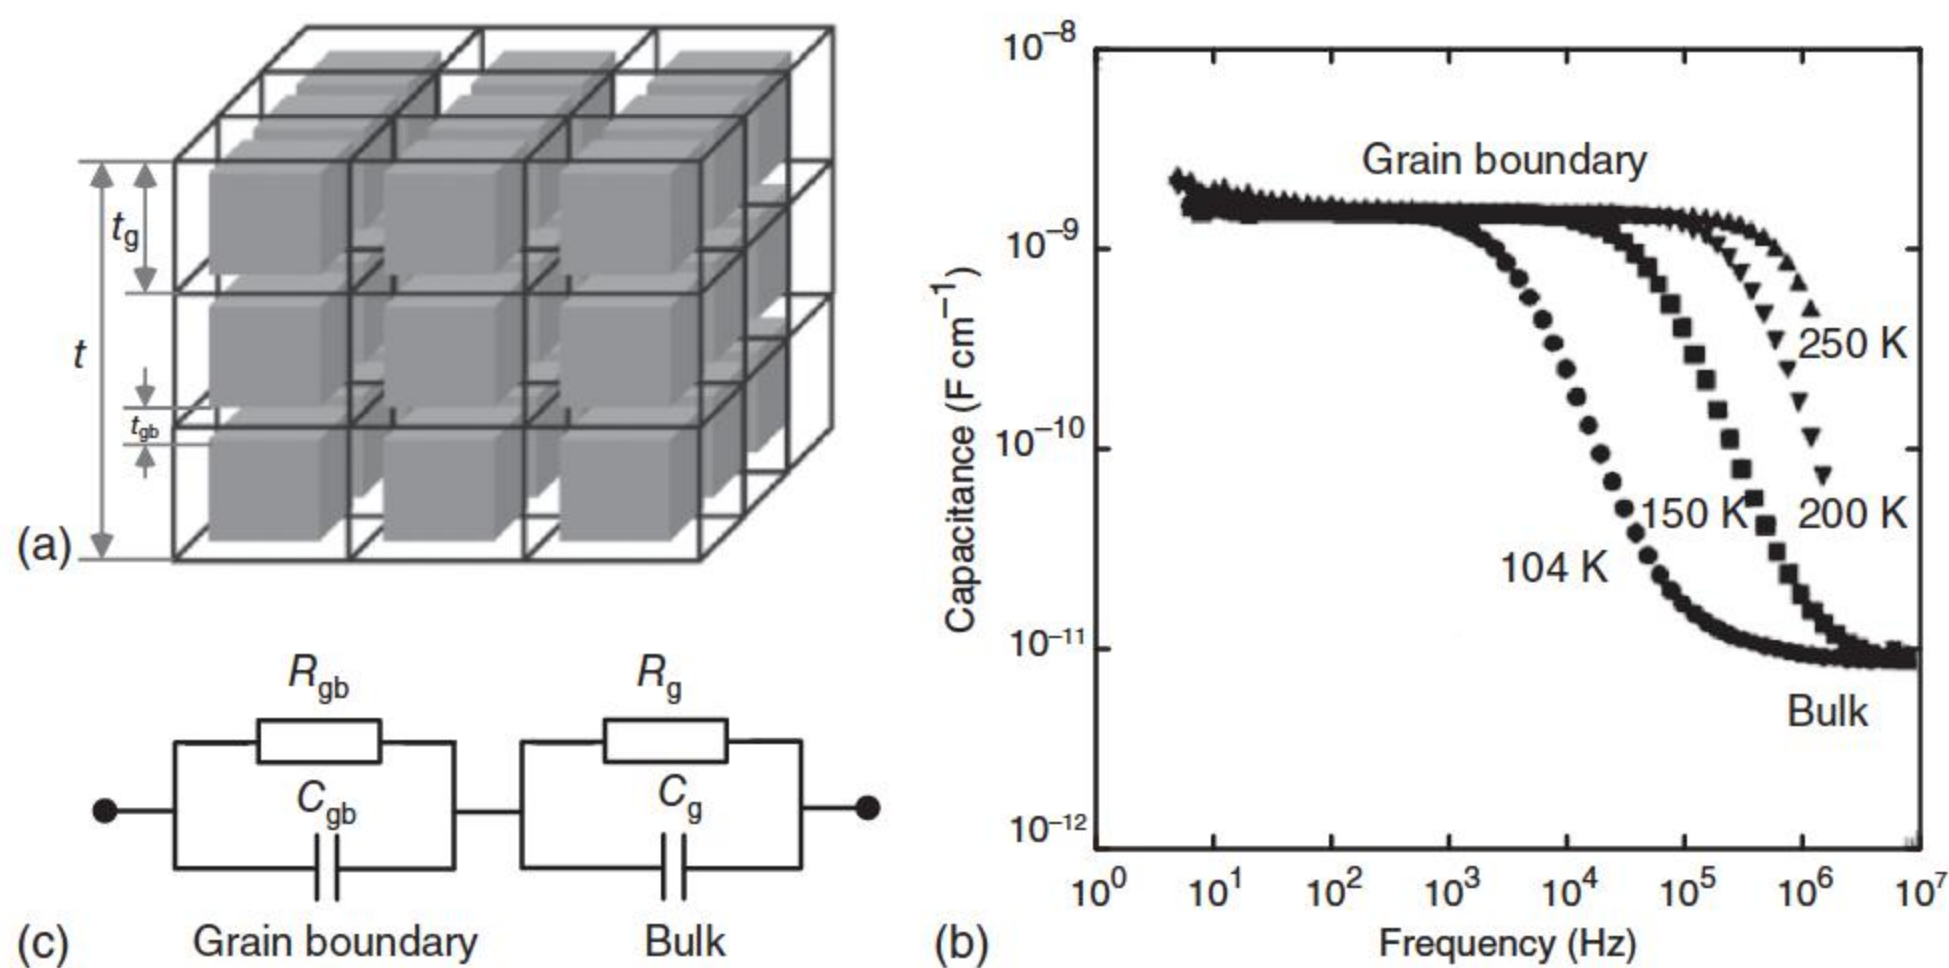 t
t_g
t_gb
(a)
R_gb
C_gb
Grain boundary
R_g
C_g
Bulk
(c)
Capacitance (F cm^–1)
10^–8
10^–9
10^–10
10^–11
10^–12
Grain boundary
250 K
200 K
150 K
104 K
Bulk
10^0 10^1 10^2 10^3 10^4 10^5 10^6 10^7
Frequency (Hz)
(b)